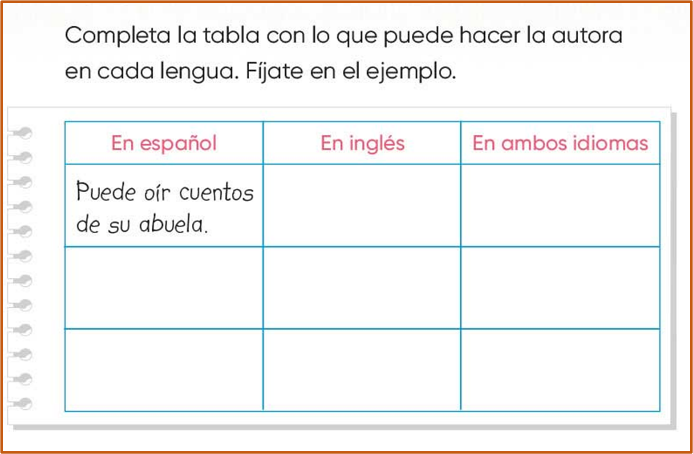 Completa la tabla con lo que puede hacer la autora
en cada lengua. Fíjate en el ejemplo.
En español
En inglés
En ambos idiomas
Puede oír cuentos
de su abuela.